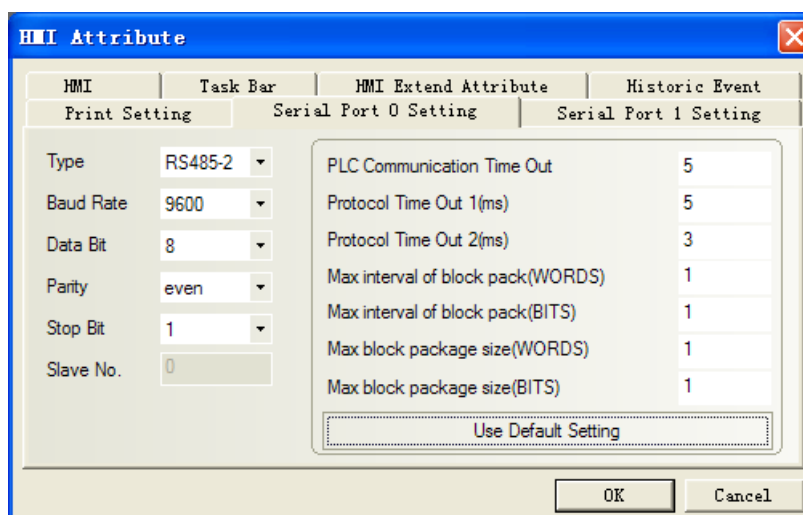 HMI Attribute
HMI Task Bar HMI Extend Attribute Historic Event
Print Setting Serial Port 0 Setting Serial Port 1 Setting
Type RS485-2
Baud Rate 9600
Data Bit 8
Parity even
Stop Bit 1
Slave No. 0
PLC Communication Time Out 5
Protocol Time Out 1(ms) 5
Protocol Time Out 2(ms) 3
Max interval of block pack(WORDS) 1
Max interval of block pack(BITS) 1
Max block package size(WORDS) 1
Max block package size(BITS) 1
Use Default Setting
OK Cancel